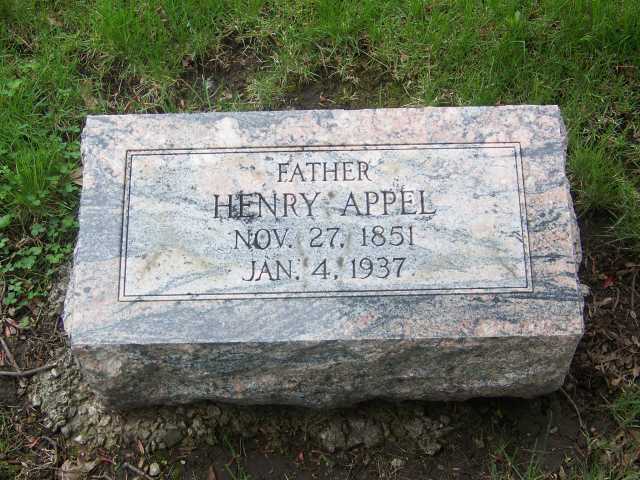 FATHER
HENRY APPEL
NOV. 27, 1851
JAN. 4, 1937